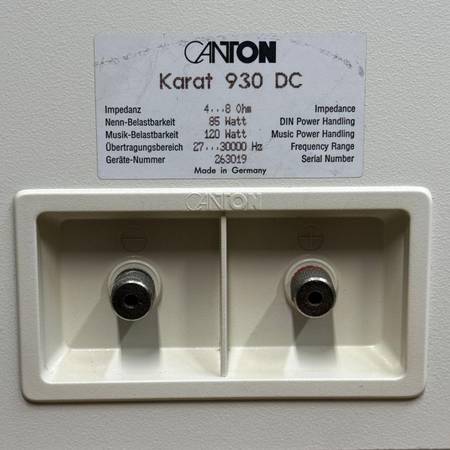 CANTON
Karat 930 DC
Impedanz 4...8 Ohm Impedance
Nenn-Belastbarkeit 85 Watt DIN Power Handling
Musik-Belastbarkeit 120 Watt Music Power Handling
Übertragungsbereich 27...30000 Hz Frequency Range
Geräte-Nummer 263019 Serial Number
Made in Germany
CANTON